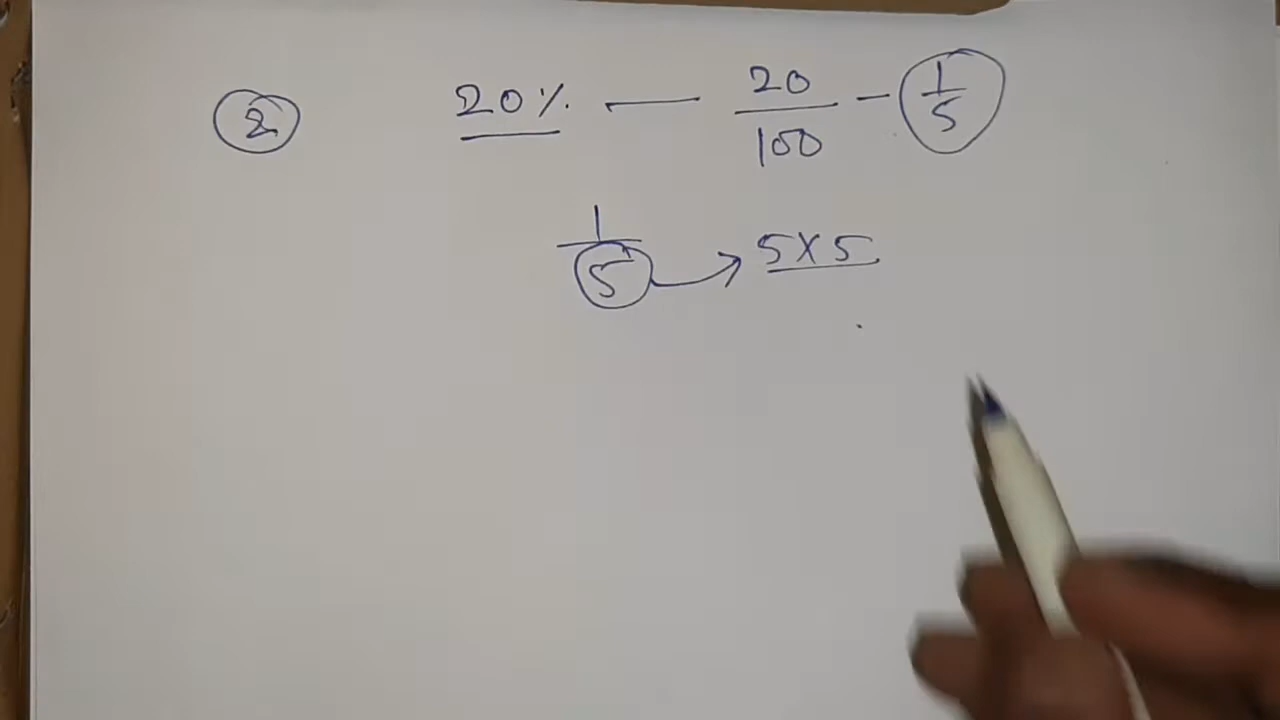 ② 20% — 20/100 - 1/5
1/5 → 5×5